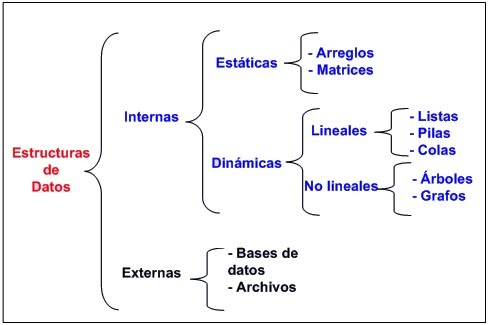 Estructuras
de
Datos
Internas
Estáticas
- Arreglos
- Matrices
Dinámicas
Lineales
- Listas
- Pilas
- Colas
No lineales
- Árboles
- Grafos
Externas
- Bases de
datos
- Archivos